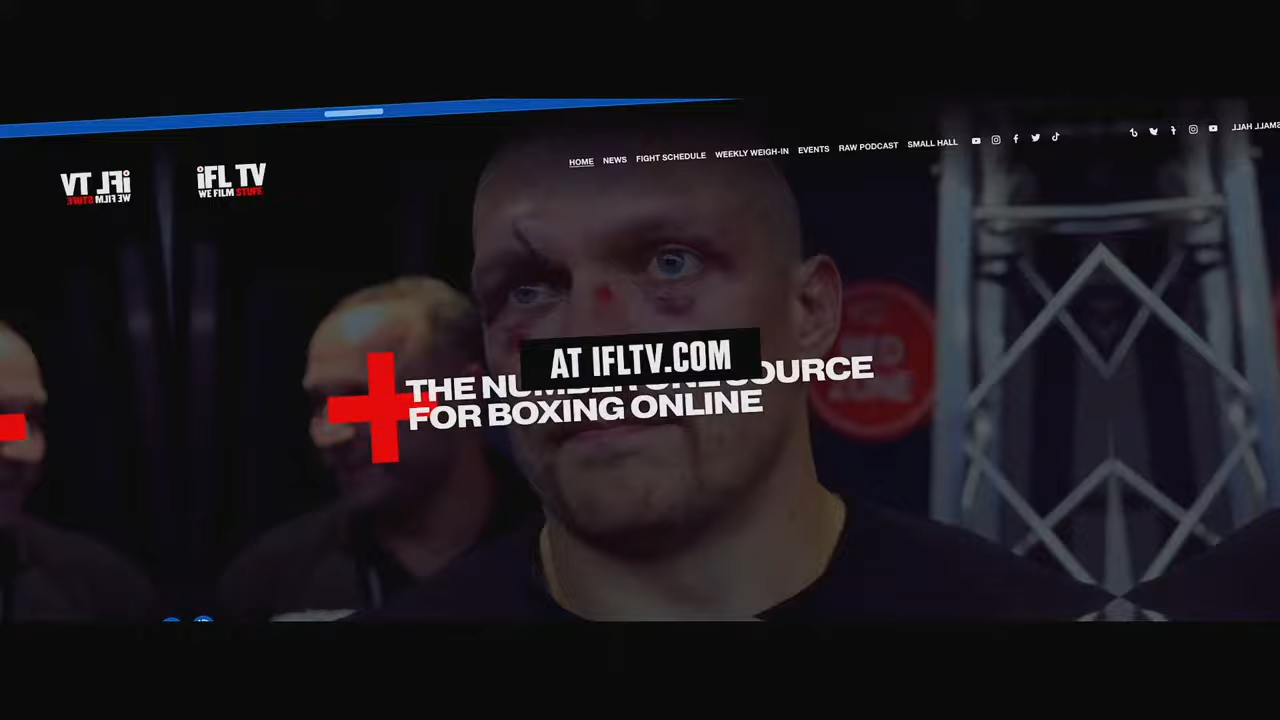 iFL TV
WE FILM STUFF
HOME NEWS FIGHT SCHEDULE WEEKLY WEIGH-IN EVENTS RAW PODCAST SMALL HALL
SMALL HALL
iFL TV
WE FILM STUFF
AT IFLTV.COM
THE NUMBER ONE SOURCE
FOR BOXING ONLINE